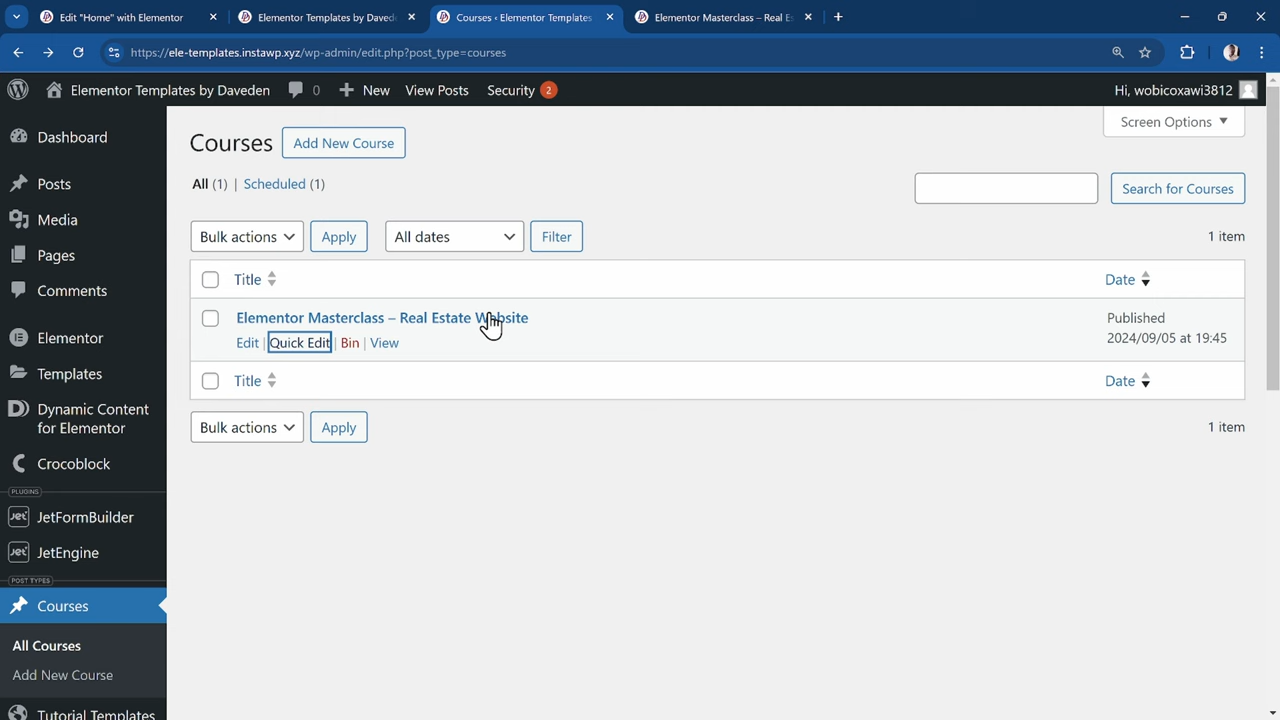 Edit "Home" with Elementor
Elementor Templates by Daved
Courses ‹ Elementor Templates
Elementor Masterclass – Real Es
https://ele-templates.instawp.xyz/wp-admin/edit.php?post_type=courses
Elementor Templates by Daveden
0
New
View Posts
Security 2
Hi, wobicoxawi3812
Dashboard
Posts
Media
Pages
Comments
Elementor
Templates
Dynamic Content
for Elementor
Crocoblock
PLUGINS
JetFormBuilder
JetEngine
POST TYPES
Courses
All Courses
Add New Course
Tutorial Templates
Screen Options
Courses
Add New Course
All (1) | Scheduled (1)
Search for Courses
Bulk actions
Apply
All dates
Filter
1 item
Title
Date
Elementor Masterclass – Real Estate Website
Edit | Quick Edit | Bin | View
Published
2024/09/05 at 19:45
Title
Date
Bulk actions
Apply
1 item